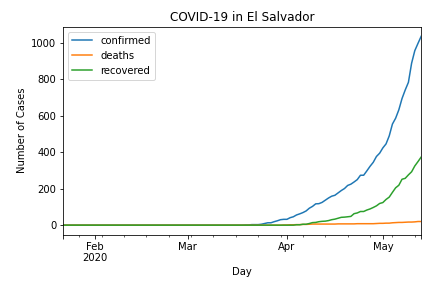 COVID-19 in El Salvador
confirmed
deaths
recovered
Number of Cases
1000
800
600
400
200
0
Feb
2020
Mar
Apr
May
Day